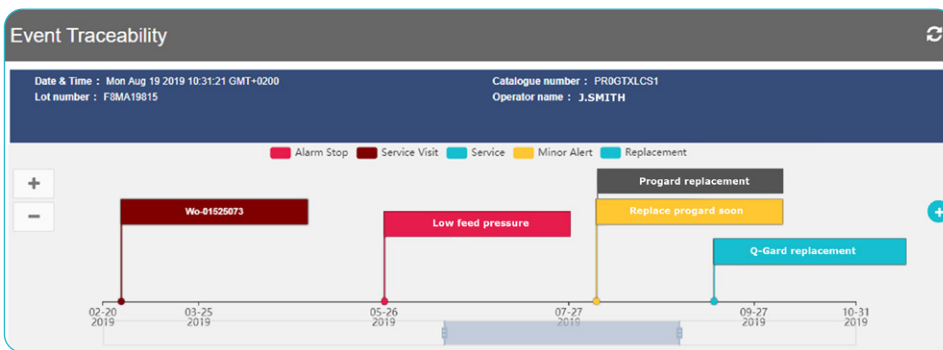 Event Traceability
Date & Time : Mon Aug 19 2019 10:31:21 GMT+0200
Catalogue number : PR0GTXLCS1
Lot number : F8MA19815
Operator name : J.SMITH
Alarm Stop Service Visit Service Minor Alert Replacement
Progard replacement
Wo-01525073
Replace progard soon
Low feed pressure
Q-Gard replacement
02-20 03-25 05-26 07-27 09-27 10-31
2019 2019 2019 2019 2019 2019